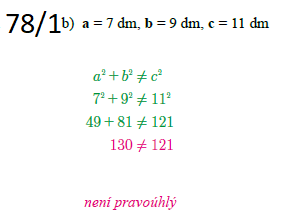 78/1b) a = 7 dm, b = 9 dm, c = 11 dm
a² + b² ≠ c²
7² + 9² ≠ 11²
49 + 81 ≠ 121
130 ≠ 121
není pravoúhlý